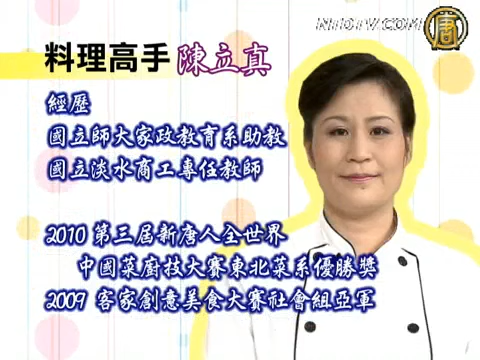 NTDTV.COM
唐
料理高手 陳立真
經歷
國立師大家政教育系助教
國立淡水商工專任教師
2010 第三屆新唐人全世界
中國菜廚技大賽東北菜系優勝獎
2009 客家創意美食大賽社會組亞軍